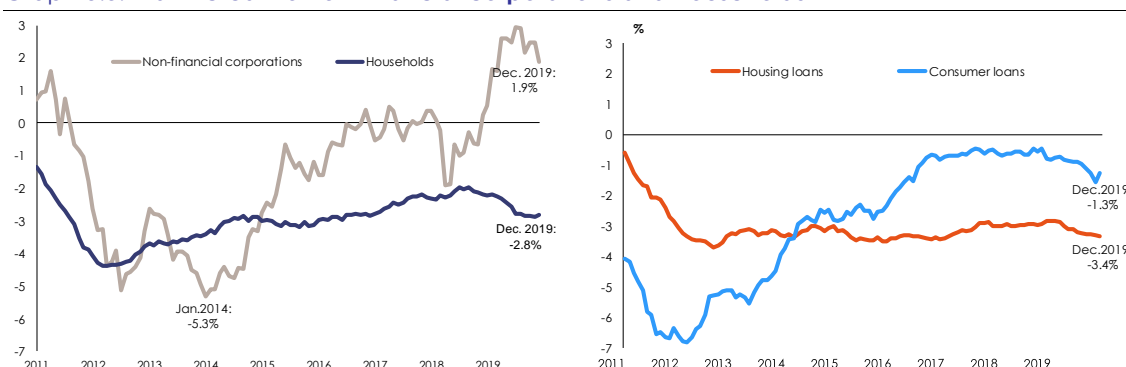 3
2
1
0
-1
-2
-3
-4
-5
-6
-7
Non-financial corporations
Households
Dec. 2019:
1.9%
Dec. 2019:
-2.8%
Jan.2014:
-5.3%
2011 2012 2013 2014 2015 2016 2017 2018 2019
%
3
2
1
0
-1
-2
-3
-4
-5
-6
-7
Housing loans
Consumer loans
Dec.2019
-1.3%
Dec.2019
-3.4%
2011 2012 2013 2014 2015 2016 2017 2018 2019